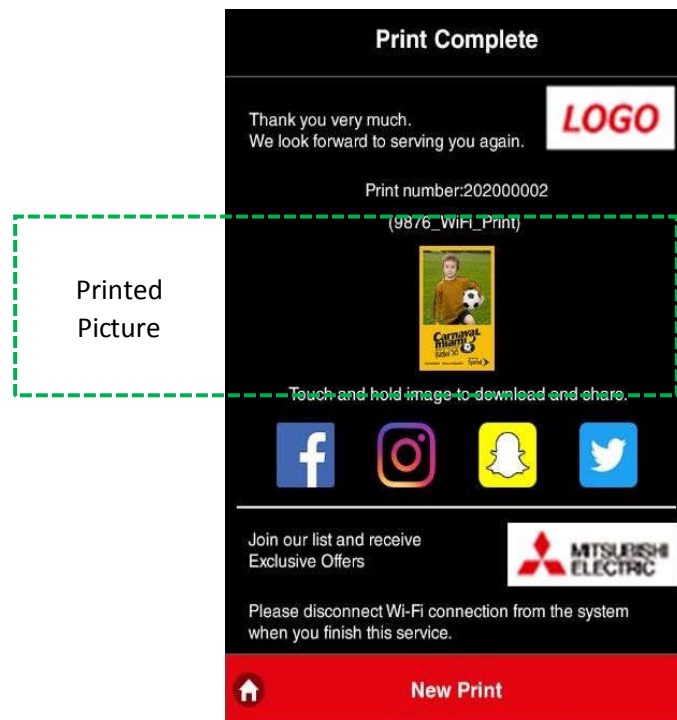 Print Complete
Thank you very much.
We look forward to serving you again.
LOGO
Print number:202000002
(9876_WiFi_Print)
Printed
Picture
Carnaval
miami
Touch and hold image to download and share.
Join our list and receive
Exclusive Offers
MITSUBISHI
ELECTRIC
Please disconnect Wi-Fi connection from the system
when you finish this service.
New Print